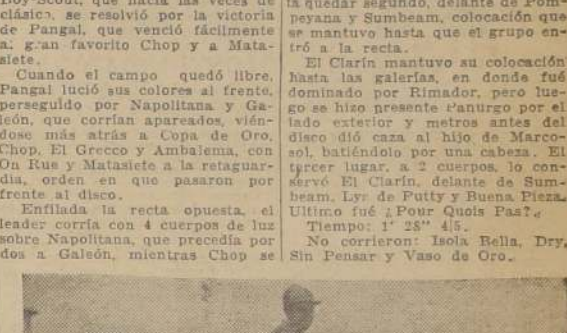 Boy-Scout, que hacía las veces de
clásico, se resolvió por la victoria
de Pangal, que venció fácilmente
al gran favorito Chop y a Mata-
siete.
Cuando el campo quedó libre,
Pangal lució sus colores al frente,
perseguido por Napolitana y Ga-
león, que corrían apareados, vién-
dose más atrás a Copa de Oro,
Chop, El Grecco y Ambalema, con
On Rue y Matasiete a la retaguar-
dia, orden en que pasaron por
frente al disco.
Enfilada la recta opuesta, el
leader corría con 4 cuerpos de luz
sobre Napolitana, que precedía por
dos a Galeón, mientras Chop se
ta quedar segundo, delante de Pom-
peyana y Sumbeam, colocación que
se mantuvo hasta que el grupo en-
tró a la recta.
El Clarín mantuvo su colocación
hasta las galerías, en donde fué
dominado por Rimador, pero lue-
go se hizo presente Panurgo por el
lado exterior y metros antes del
disco dió caza al hijo de Marco-
sol, batiéndolo por una cabeza. El
tercer lugar, a 2 cuerpos, lo con-
servó El Clarín, delante de Sum-
beam, Lyr de Putty y Buena Pieza.
Ultimo fué ¿Pour Quois Pas?.
Tiempo: 1' 28" 4|5.
No corrieron: Isola Bella, Dry,
Sin Pensar y Vaso de Oro.